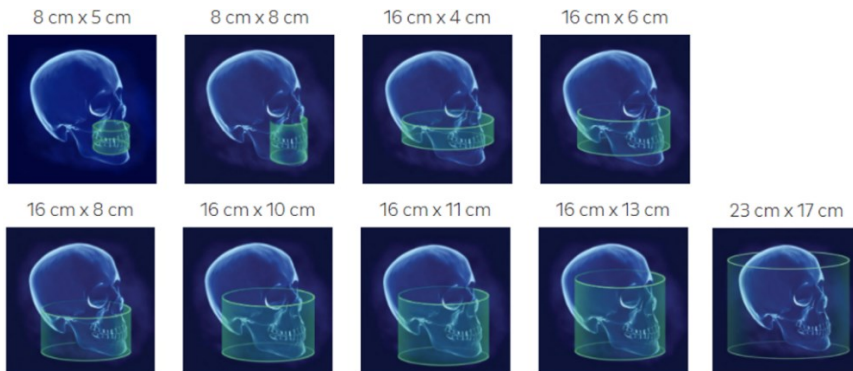 8 cm x 5 cm
8 cm x 8 cm
16 cm x 4 cm
16 cm x 6 cm
16 cm x 8 cm
16 cm x 10 cm
16 cm x 11 cm
16 cm x 13 cm
23 cm x 17 cm